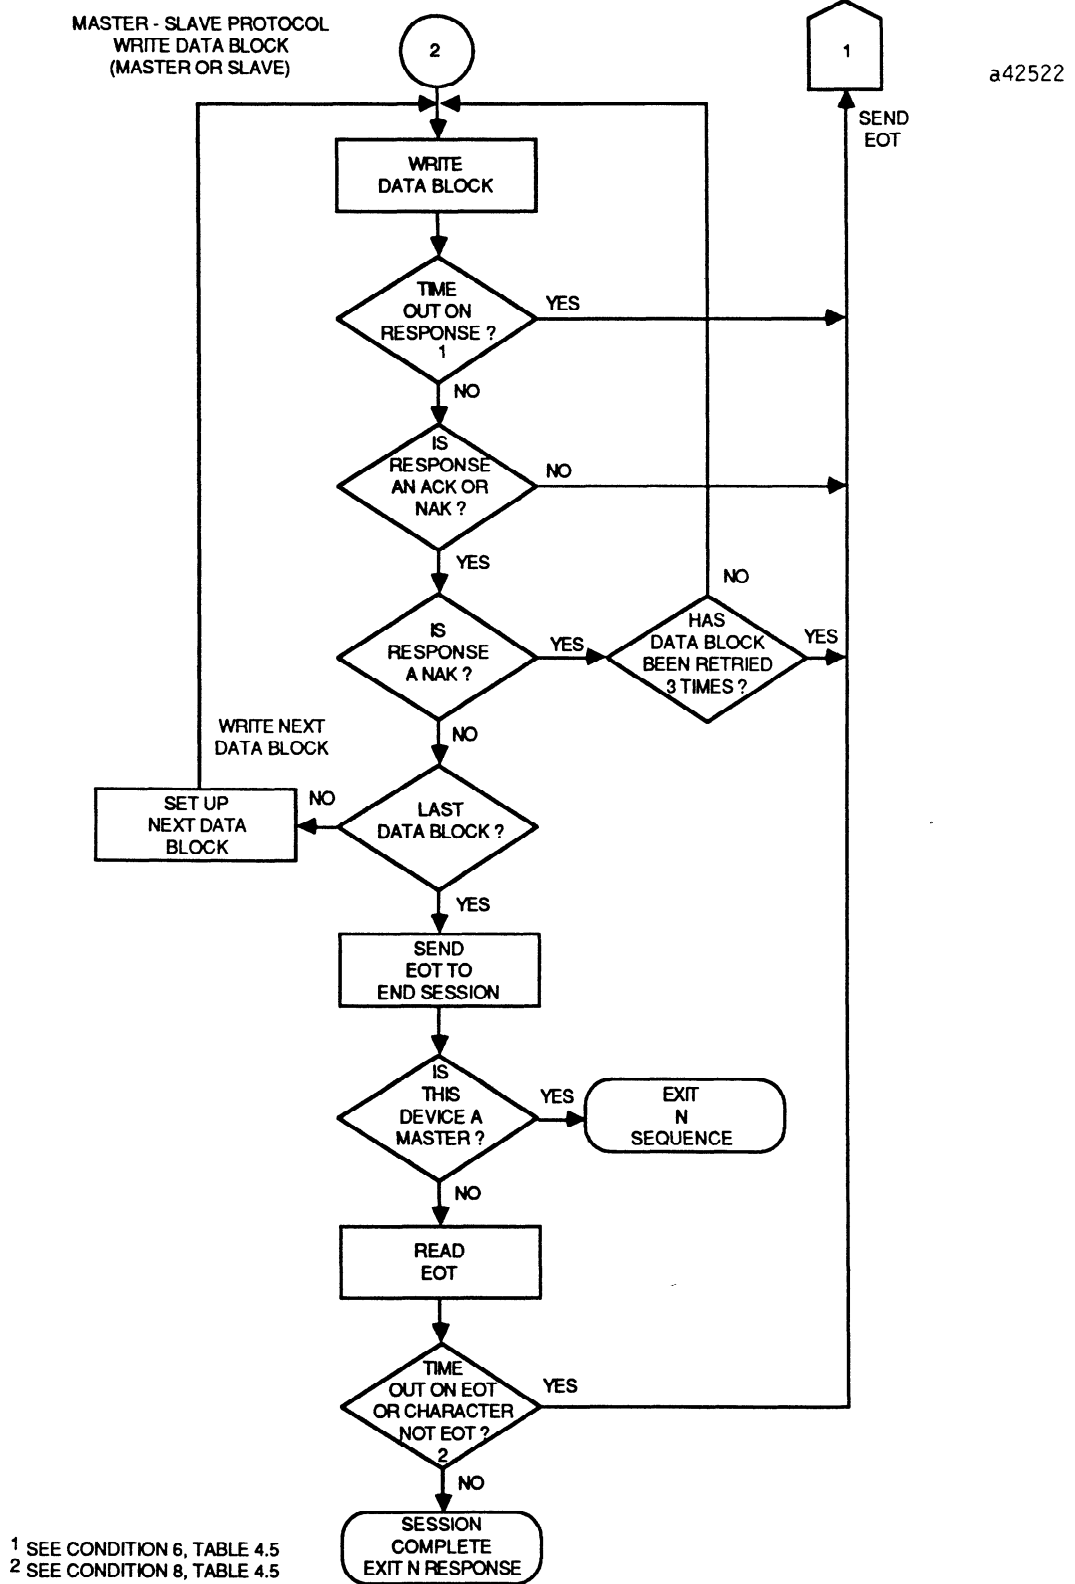 MASTER - SLAVE PROTOCOL
WRITE DATA BLOCK
(MASTER OR SLAVE)
2
1
a42522
SEND
EOT
WRITE
DATA BLOCK
TIME
OUT ON
RESPONSE ?
1
YES
NO
IS
RESPONSE
AN ACK OR
NAK ?
NO
YES
IS
RESPONSE
A NAK ?
YES
NO
HAS
DATA BLOCK
BEEN RETRIED
3 TIMES ?
YES
NO
WRITE NEXT
DATA BLOCK
SET UP
NEXT DATA
BLOCK
NO
LAST
DATA BLOCK ?
YES
SEND
EOT TO
END SESSION
IS
THIS
DEVICE A
MASTER ?
YES
EXIT
N
SEQUENCE
NO
READ
EOT
TIME
OUT ON EOT
OR CHARACTER
NOT EOT ?
2
YES
NO
SESSION
COMPLETE
EXIT N RESPONSE
1 SEE CONDITION 6, TABLE 4.5
2 SEE CONDITION 8, TABLE 4.5